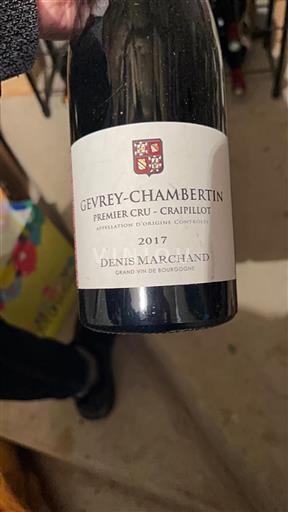 GEVREY-CHAMBERTIN
PREMIER CRU - CRAIPILLOT
APPELLATION D'ORIGINE CONTRÔLÉE
2017
DENIS MARCHAND
GRAND VIN DE BOURGOGNE